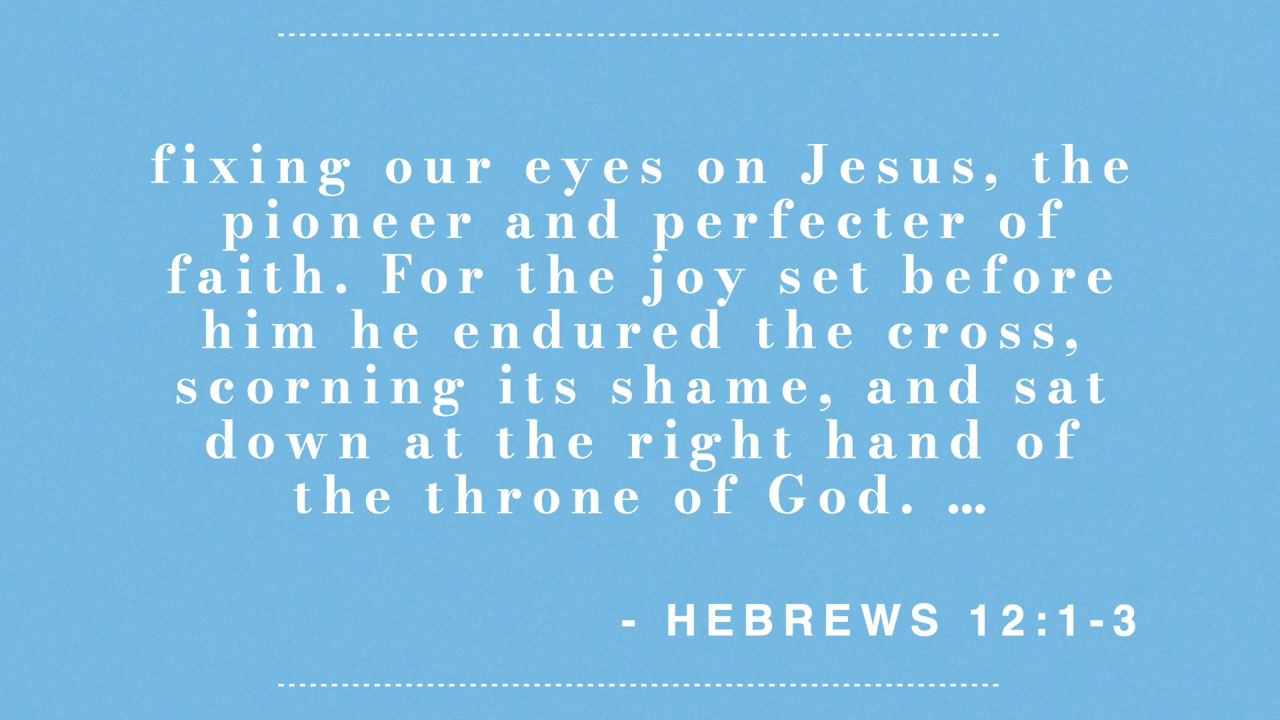 fixing our eyes on Jesus, the
pioneer and perfecter of
faith. For the joy set before
him he endured the cross,
scorning its shame, and sat
down at the right hand of
the throne of God. …
- HEBREWS 12:1-3